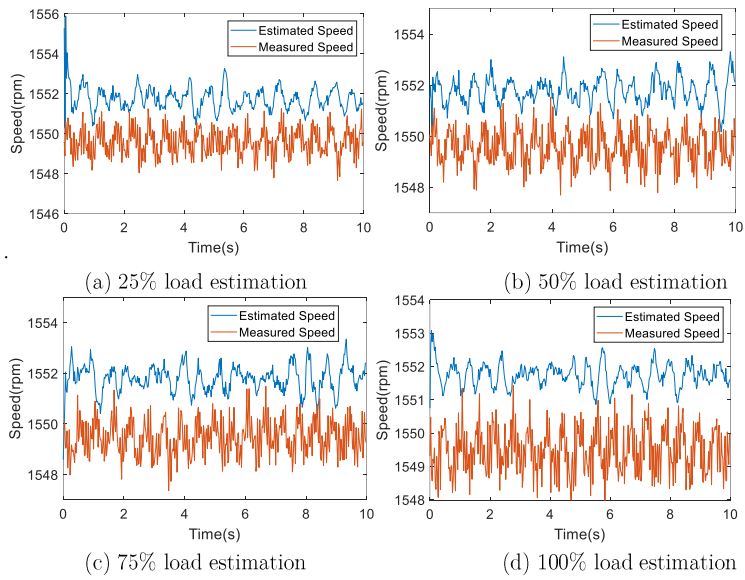 1556
1554
1552
1550
1548
1546
Speed(rpm)
Estimated Speed
Measured Speed
0 2 4 6 8 10
Time(s)
(a) 25% load estimation
1554
1552
1550
1548
Speed(rpm)
Estimated Speed
Measured Speed
0 2 4 6 8 10
Time(s)
(b) 50% load estimation
.
1554
1552
1550
1548
Speed(rpm)
Estimated Speed
Measured Speed
0 2 4 6 8 10
Time(s)
(c) 75% load estimation
1554
1553
1552
1551
1550
1549
1548
Speed(rpm)
Estimated Speed
Measured Speed
0 2 4 6 8 10
Time(s)
(d) 100% load estimation